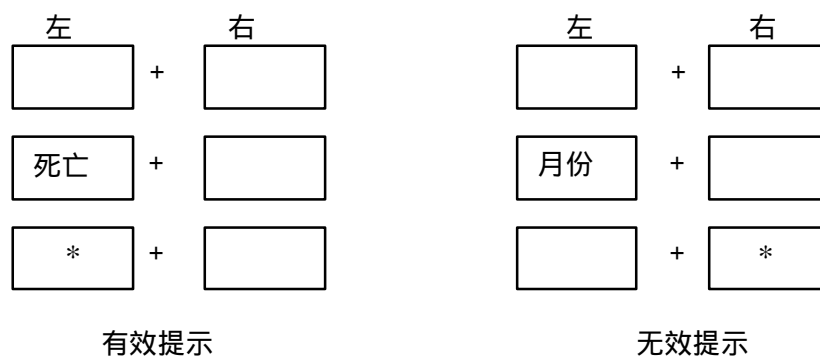 左 右 左 右
+ +
死亡 + 月份 +
* + + *
有效提示 无效提示